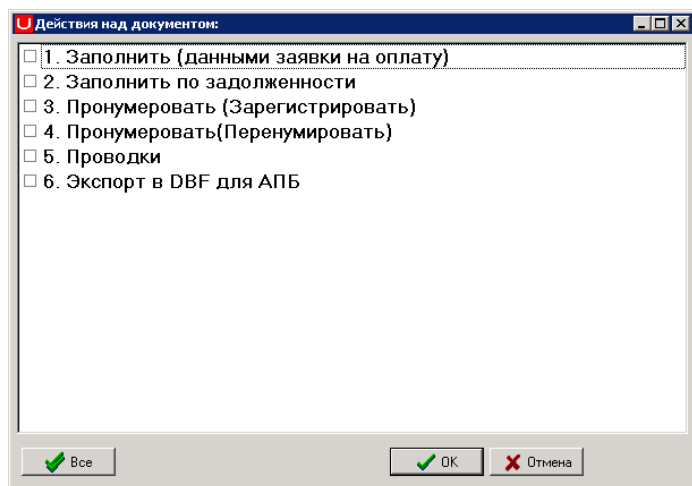 Действия над документом:
1. Заполнить (данными заявки на оплату)
2. Заполнить по задолженности
3. Пронумеровать (Зарегистрировать)
4. Пронумеровать(Перенумировать)
5. Проводки
6. Экспорт в DBF для АПБ
Все
OK
Отмена